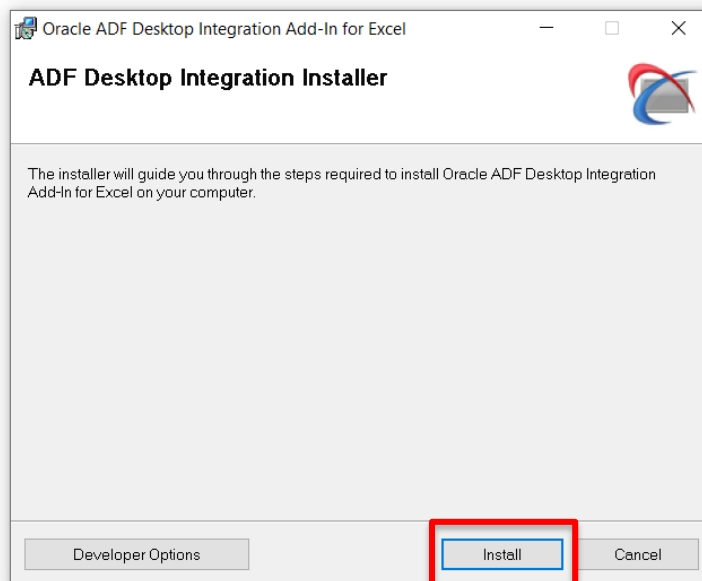 Oracle ADF Desktop Integration Add-In for Excel
ADF Desktop Integration Installer
The installer will guide you through the steps required to install Oracle ADF Desktop Integration
Add-In for Excel on your computer.
Developer Options
Install
Cancel